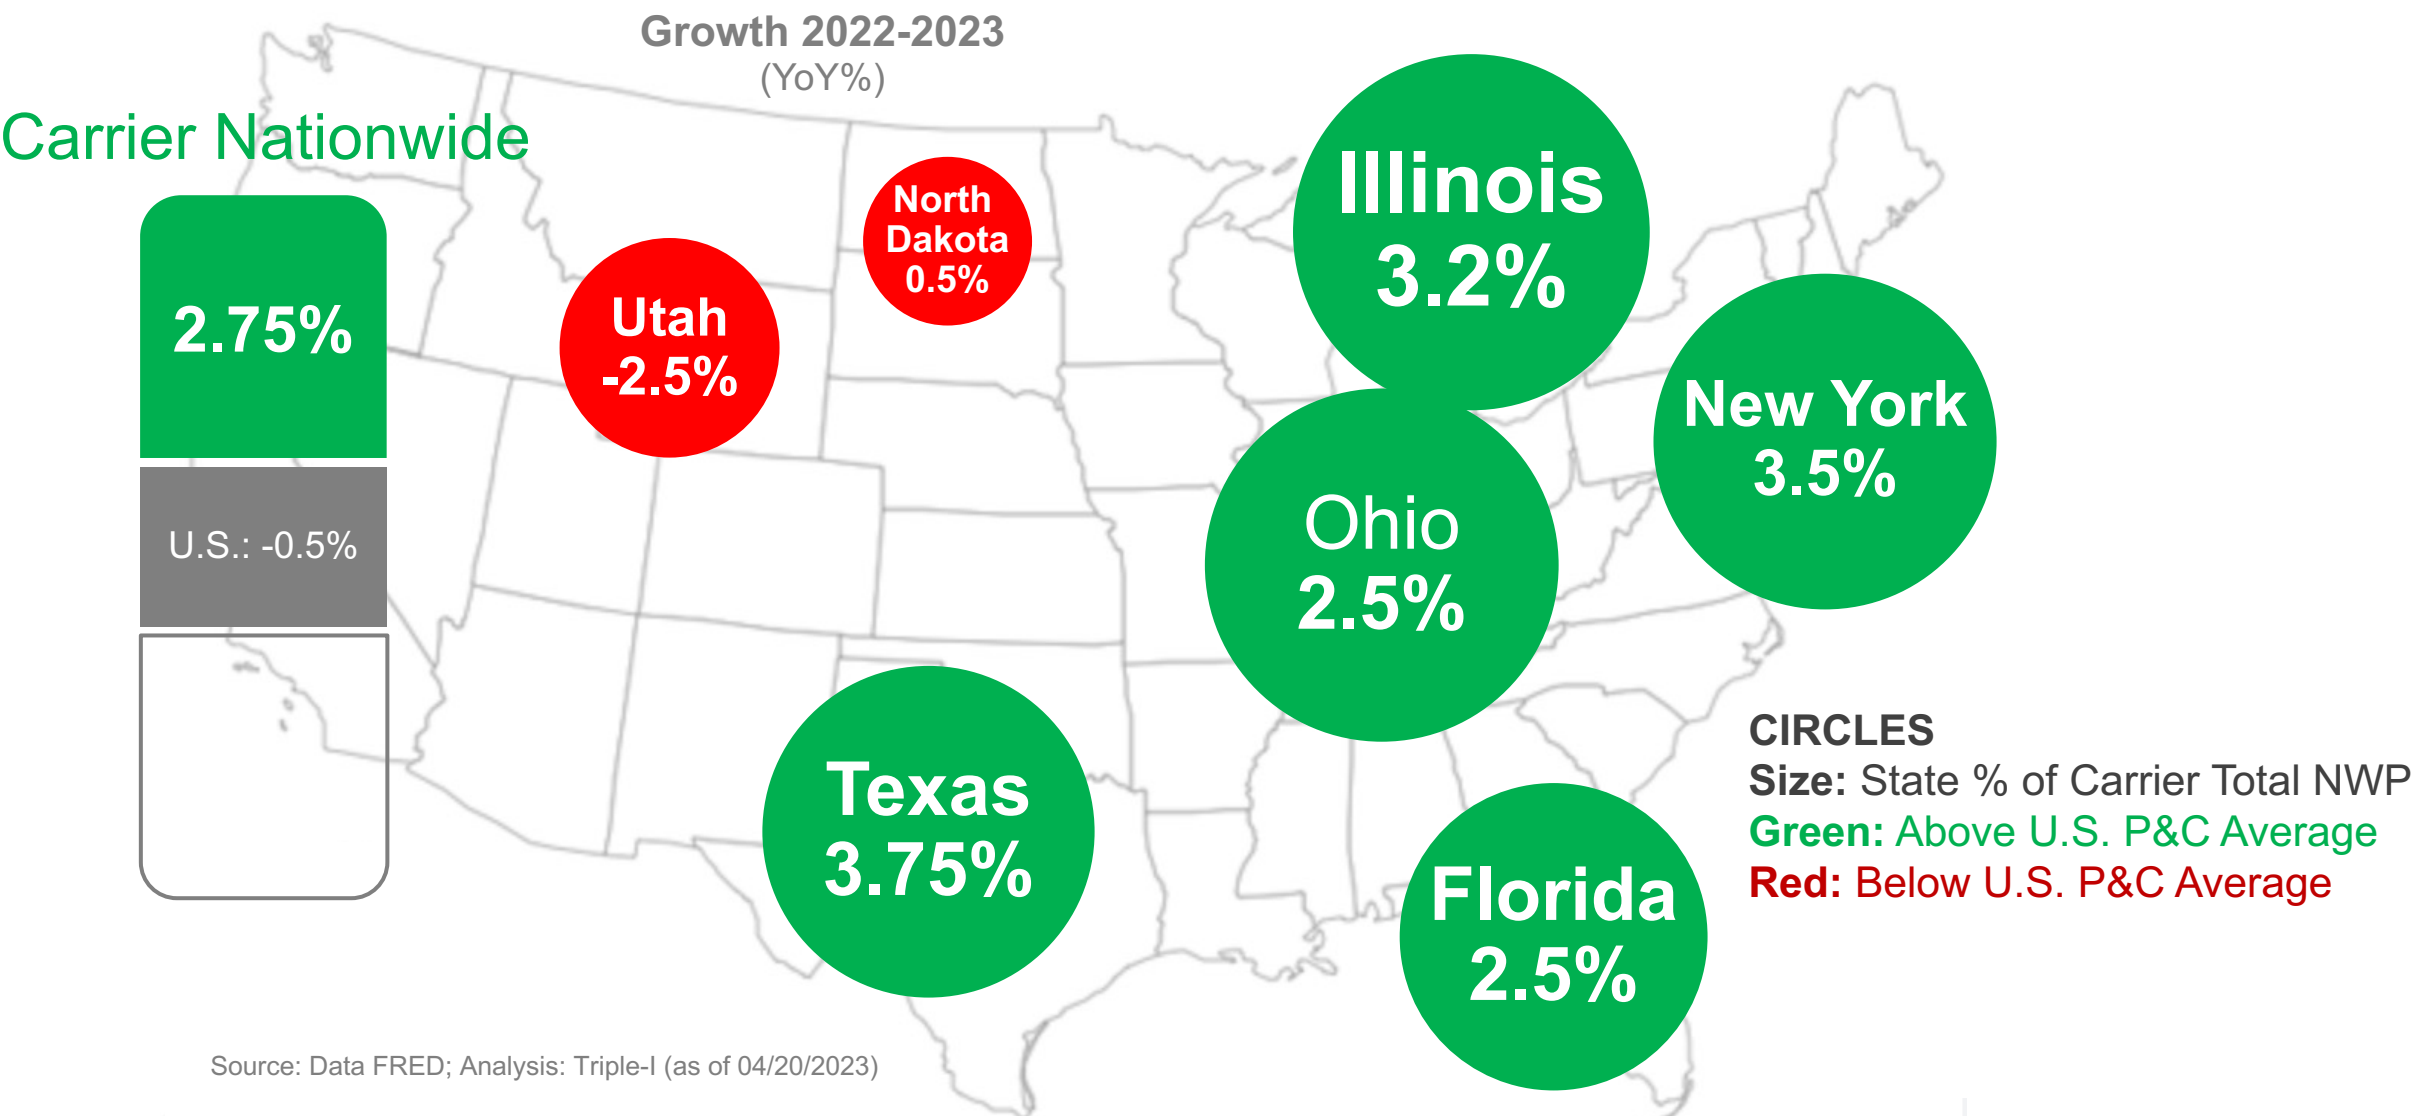 Growth 2022-2023
(YoY%)
Carrier Nationwide
2.75%
U.S.: -0.5%
North
Dakota
0.5%
Utah
-2.5%
Illinois
3.2%
New York
3.5%
Ohio
2.5%
Texas
3.75%
Florida
2.5%
CIRCLES
Size: State % of Carrier Total NWP
Green: Above U.S. P&C Average
Red: Below U.S. P&C Average
Source: Data FRED; Analysis: Triple-I (as of 04/20/2023)